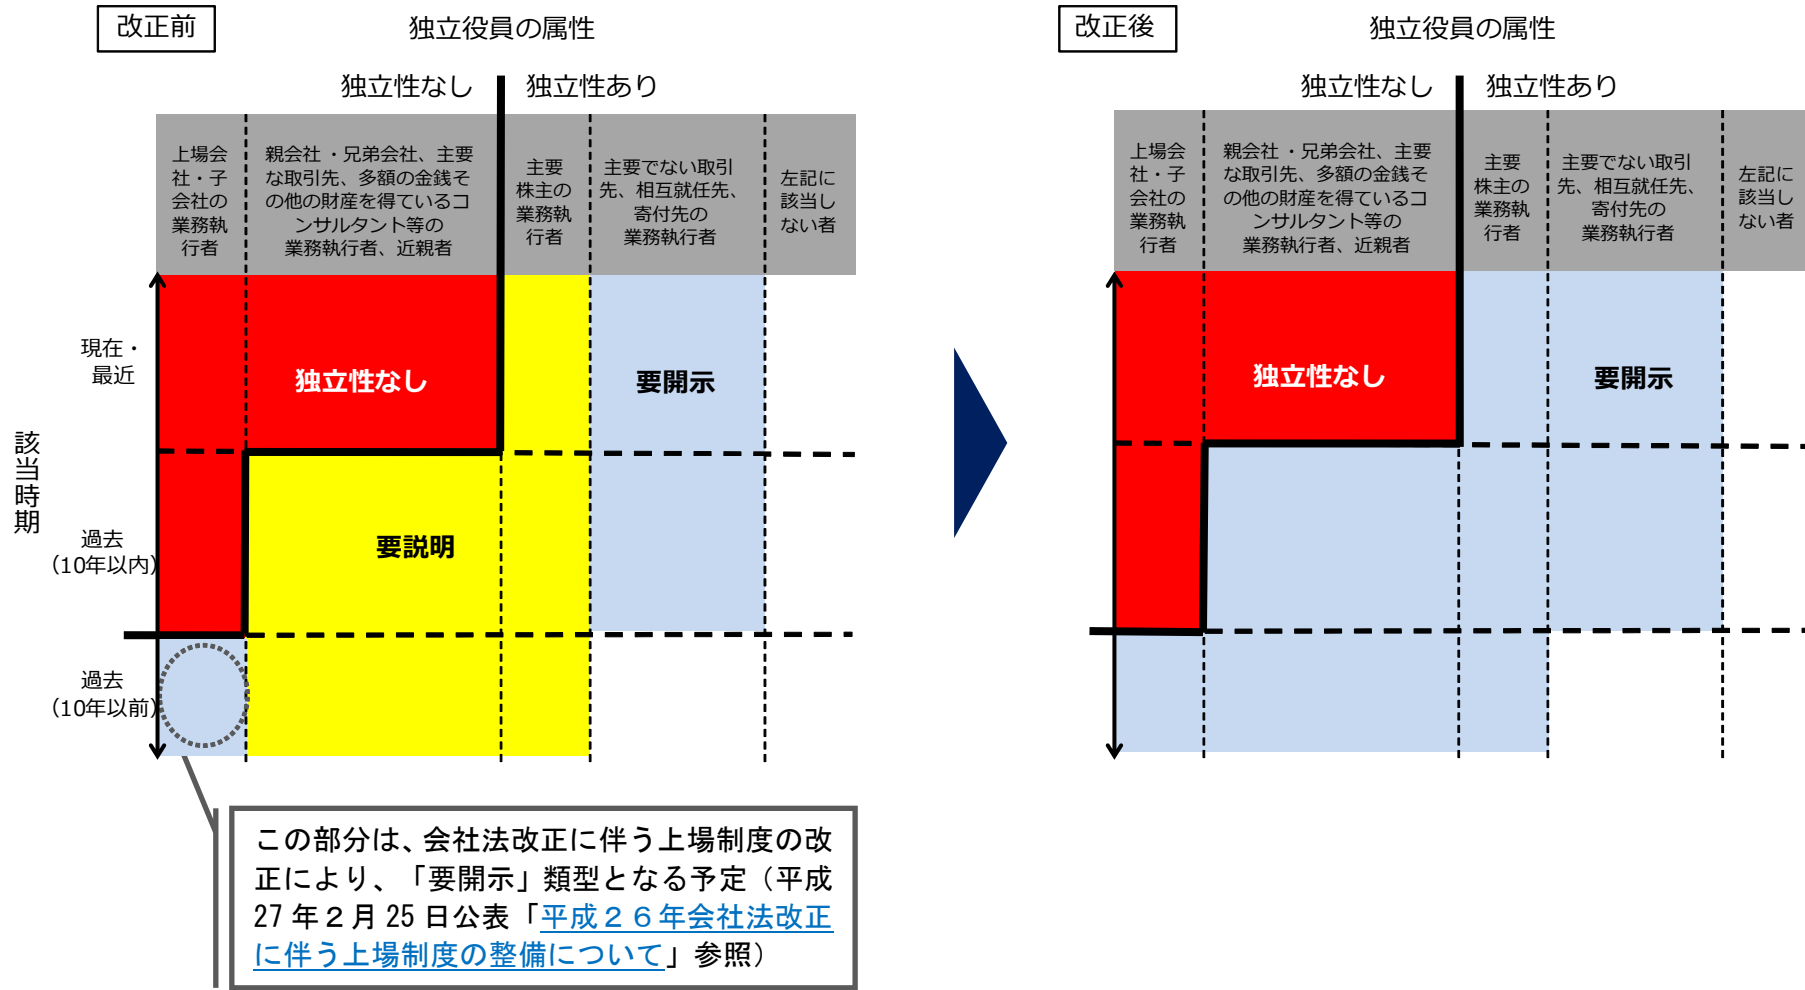 改正前
独立役員の属性
独立性なし
独立性あり
上場会
社・子
会社の
業務執
行者
親会社・兄弟会社、主要
な取引先、多額の金銭そ
の他の財産を得ているコ
ンサルタント等の
業務執行者、近親者
主要
株主の
業務執
行者
主要でない取引
先、相互就任先、
寄付先の
業務執行者
左記に
該当し
ない者
該当時期
現在・
最近
独立性なし
要開示
過去
(10年以内)
要説明
過去
(10年以前)
この部分は、会社法改正に伴う上場制度の改
正により、「要開示」類型となる予定（平成
27年２月25日公表「平成２６年会社法改正
に伴う上場制度の整備について」参照）
改正後
独立役員の属性
独立性なし
独立性あり
上場会
社・子
会社の
業務執
行者
親会社・兄弟会社、主要
な取引先、多額の金銭そ
の他の財産を得ているコ
ンサルタント等の
業務執行者、近親者
主要
株主の
業務執
行者
主要でない取引
先、相互就任先、
寄付先の
業務執行者
左記に
該当し
ない者
独立性なし
要開示